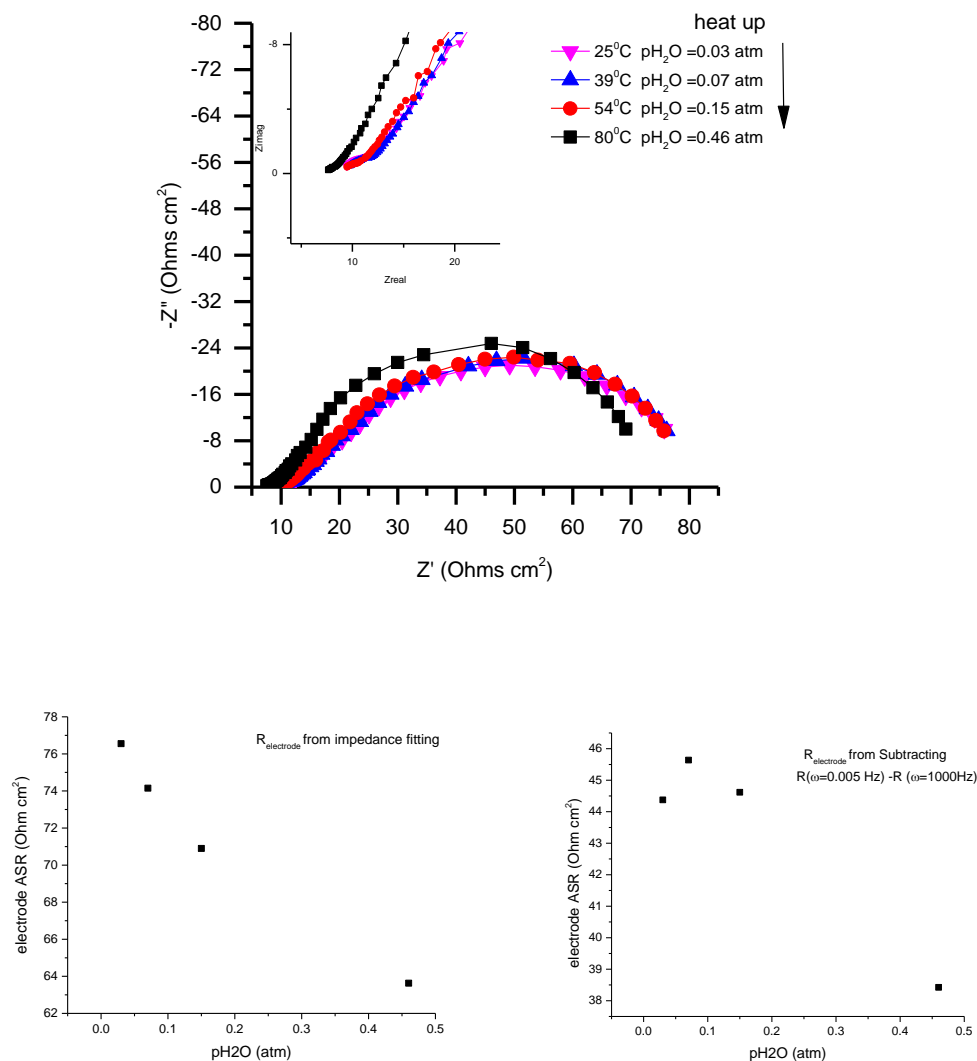 heat up
25⁰C pH₂O =0.03 atm
39⁰C pH₂O =0.07 atm
54⁰C pH₂O =0.15 atm
80⁰C pH₂O =0.46 atm
-80
-72
-64
-56
-48
-40
-32
-24
-16
-8
0
-Z" (Ohms cm²)
10 20 30 40 50 60 70 80
Z' (Ohms cm²)
-8
0
Zimag
10 20
Zreal
78
76
74
72
70
68
66
64
62
electrode ASR (Ohm cm²)
R electrode from impedance fitting
0.0 0.1 0.2 0.3 0.4 0.5
pH2O (atm)
46
45
44
43
42
41
40
39
38
electrode ASR (Ohm cm²)
R electrode from Subtracting
R(ω=0.005 Hz) -R (ω=1000Hz)
0.0 0.1 0.2 0.3 0.4 0.5
pH2O (atm)